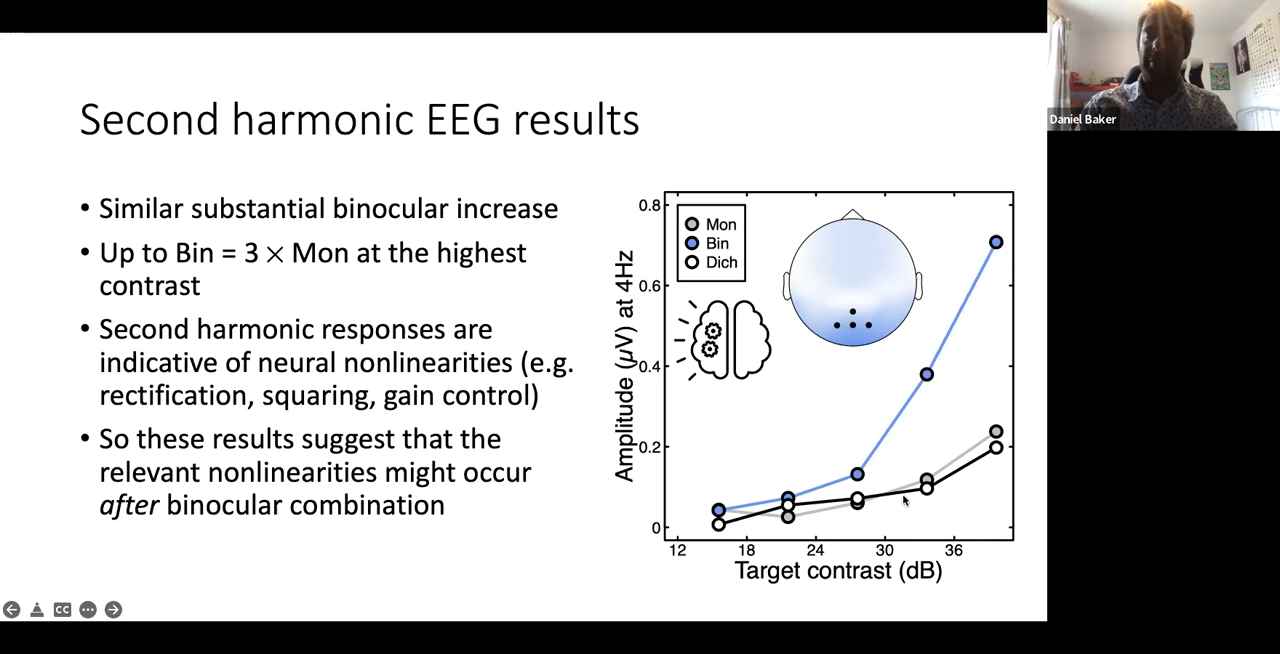 Second harmonic EEG results
• Similar substantial binocular increase
• Up to Bin = 3 × Mon at the highest
contrast
• Second harmonic responses are
indicative of neural nonlinearities (e.g.
rectification, squaring, gain control)
• So these results suggest that the
relevant nonlinearities might occur
after binocular combination
Mon
Bin
Dich
Amplitude (μV) at 4Hz
0.8
0.6
0.4
0.2
0
12 18 24 30 36
Target contrast (dB)
Daniel Baker
CC